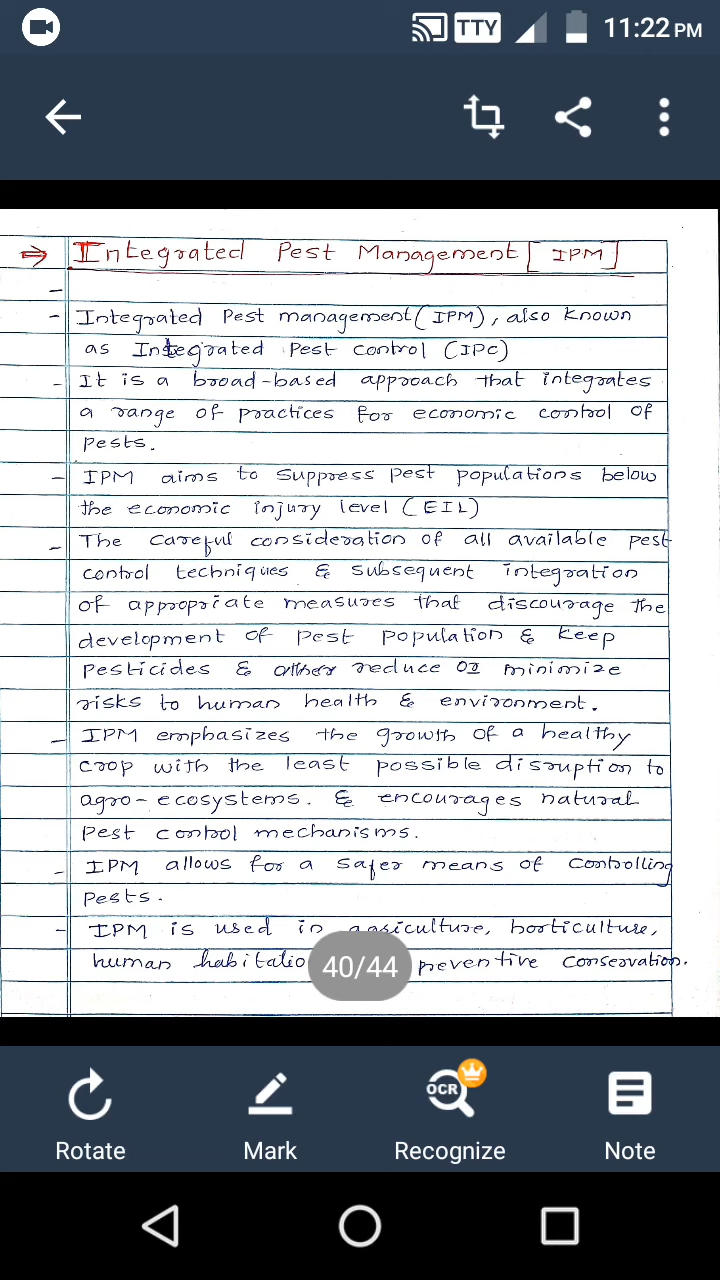 TTY 11:22 PM
⇒ Integrated Pest Management [IPM]
-
- Integrated Pest management (IPM), also known
as Integrated Pest control (IPC)
- It is a broad-based approach that integrates
a range of practices for economic control of
pests.
- IPM aims to suppress pest populations below
the economic injury level (EIL)
- The careful consideration of all available pest
control techniques & subsequent integration
of appropriate measures that discourage the
development of pest population & keep
pesticides & other reduce or minimize
risks to human health & environment.
- IPM emphasizes the growth of a healthy
crop with the least possible disruption to
agro-ecosystems. & encourages natural
pest control mechanisms.
- IPM allows for a safer means of controlling
pests.
- IPM is used in agriculture, horticulture,
human habitatio preventive conservation.
40/44
OCR
Rotate Mark Recognize Note